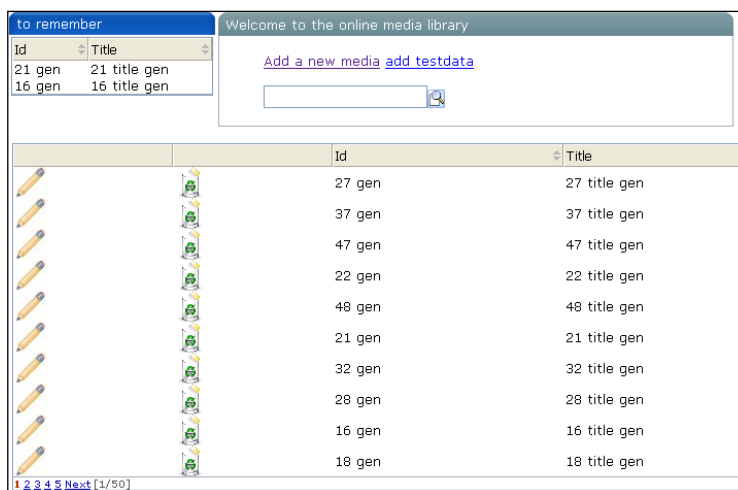 to remember
Id Title
21 gen 21 title gen
16 gen 16 title gen
Welcome to the online media library
Add a new media add testdata
Id Title
27 gen 27 title gen
37 gen 37 title gen
47 gen 47 title gen
22 gen 22 title gen
48 gen 48 title gen
21 gen 21 title gen
32 gen 32 title gen
28 gen 28 title gen
16 gen 16 title gen
18 gen 18 title gen
1 2 3 4 5 Next [1/50]